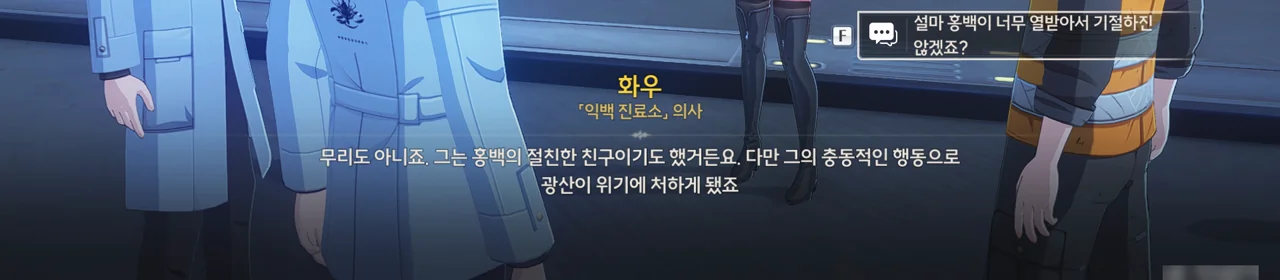 설마 홍백이 너무 열받아서 기절하진
않겠죠?
F
화우
「익백 진료소」 의사
무리도 아니죠. 그는 홍백의 절친한 친구이기도 했거든요. 다만 그의 충동적인 행동으로
광산이 위기에 처하게 됐죠